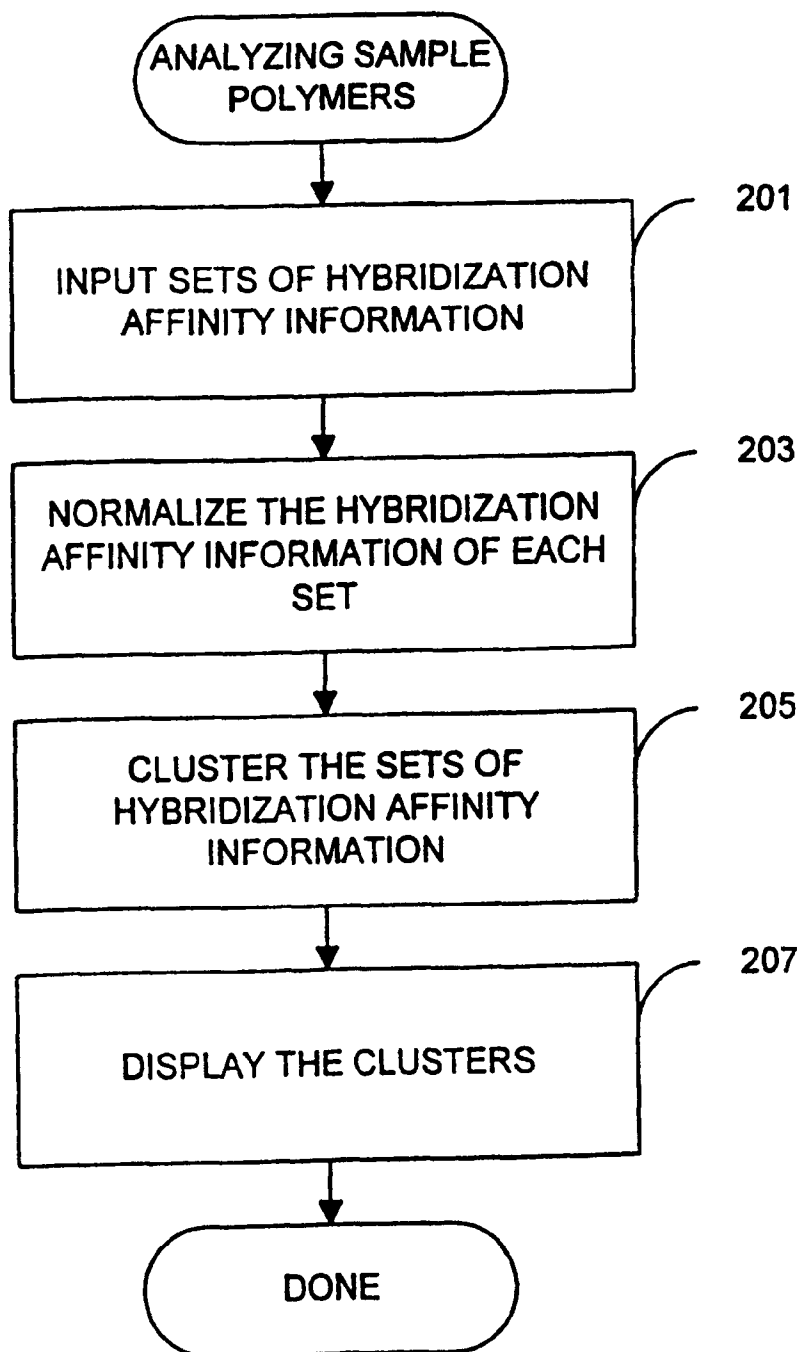 ANALYZING SAMPLE
POLYMERS
201
INPUT SETS OF HYBRIDIZATION
AFFINITY INFORMATION
203
NORMALIZE THE HYBRIDIZATION
AFFINITY INFORMATION OF EACH
SET
205
CLUSTER THE SETS OF
HYBRIDIZATION AFFINITY
INFORMATION
207
DISPLAY THE CLUSTERS
DONE